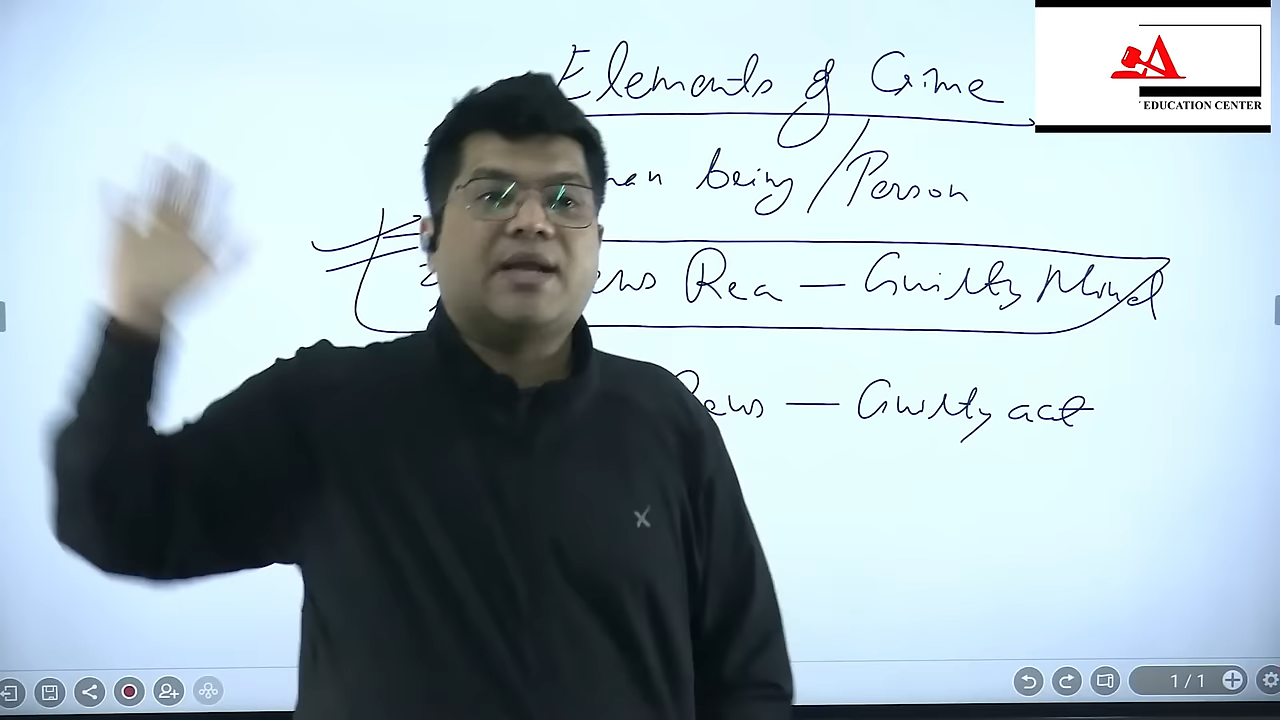 Elements of Crime
EDUCATION CENTER
being / Person
Rea — Guilty Mind
— Guilty act
1 / 1